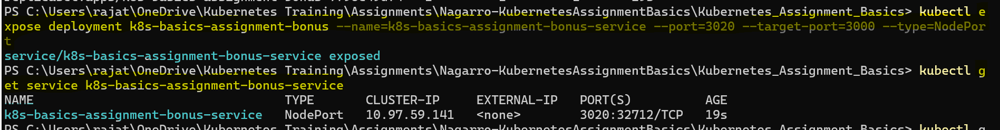 PS C:\Users\rajat\OneDrive\Kubernetes Training\Assignments\Nagarro-KubernetesAssignmentBasics\Kubernetes_Assignment_Basics> kubectl e
xpose deployment k8s-basics-assignment-bonus --name=k8s-basics-assignment-bonus-service --port=3020 --target-port=3000 --type=NodePor
t
service/k8s-basics-assignment-bonus-service exposed
PS C:\Users\rajat\OneDrive\Kubernetes Training\Assignments\Nagarro-KubernetesAssignmentBasics\Kubernetes_Assignment_Basics> kubectl g
et service k8s-basics-assignment-bonus-service
NAME TYPE CLUSTER-IP EXTERNAL-IP PORT(S) AGE
k8s-basics-assignment-bonus-service NodePort 10.97.59.141 <none> 3020:32712/TCP 19s
PS C:\Users\rajat\OneDrive\Kubernetes Training\Assignments\Nagarro-KubernetesAssignmentBasics\Kubernetes_Assignment_Basics> kubectl g